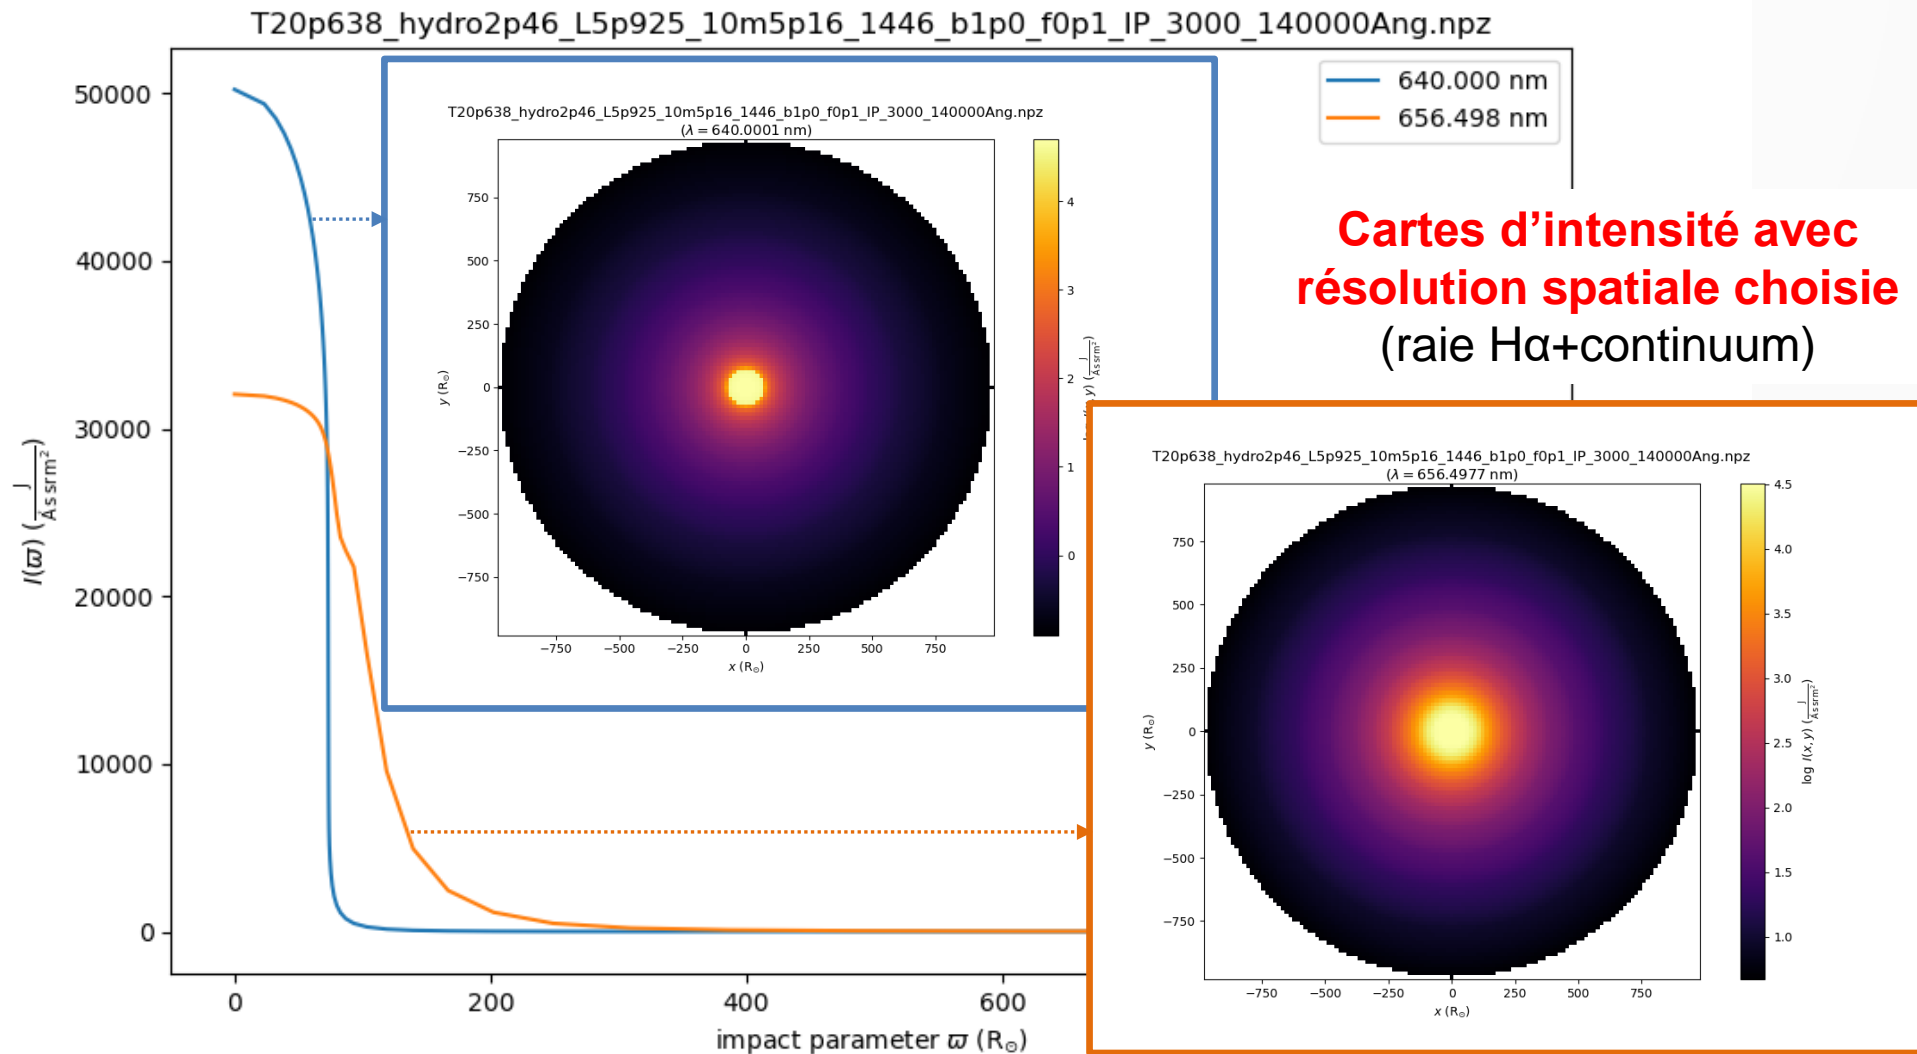 T20p638_hydro2p46_L5p925_10m5p16_1446_b1p0_f0p1_IP_3000_140000Ang.npz
640.000 nm
656.498 nm
50000
40000
30000
20000
10000
0
I(ϖ) (J / Å s sr m²)
0 200 400 600
impact parameter ϖ (R⊙)
T20p638_hydro2p46_L5p925_10m5p16_1446_b1p0_f0p1_IP_3000_140000Ang.npz
(λ = 640.0001 nm)
750
500
250
0
−250
−500
−750
y (R⊙)
−750 −500 −250 0 250 500 750
x (R⊙)
4
3
2
1
0
(J / Å s sr m²)
Cartes d’intensité avec
résolution spatiale choisie
(raie Hα+continuum)
T20p638_hydro2p46_L5p925_10m5p16_1446_b1p0_f0p1_IP_3000_140000Ang.npz
(λ = 656.4977 nm)
750
500
250
0
−250
−500
−750
y (R⊙)
−750 −500 −250 0 250 500 750
x (R⊙)
4.5
4.0
3.5
3.0
2.5
2.0
1.5
1.0
log I(x, y) (J / Å s sr m²)